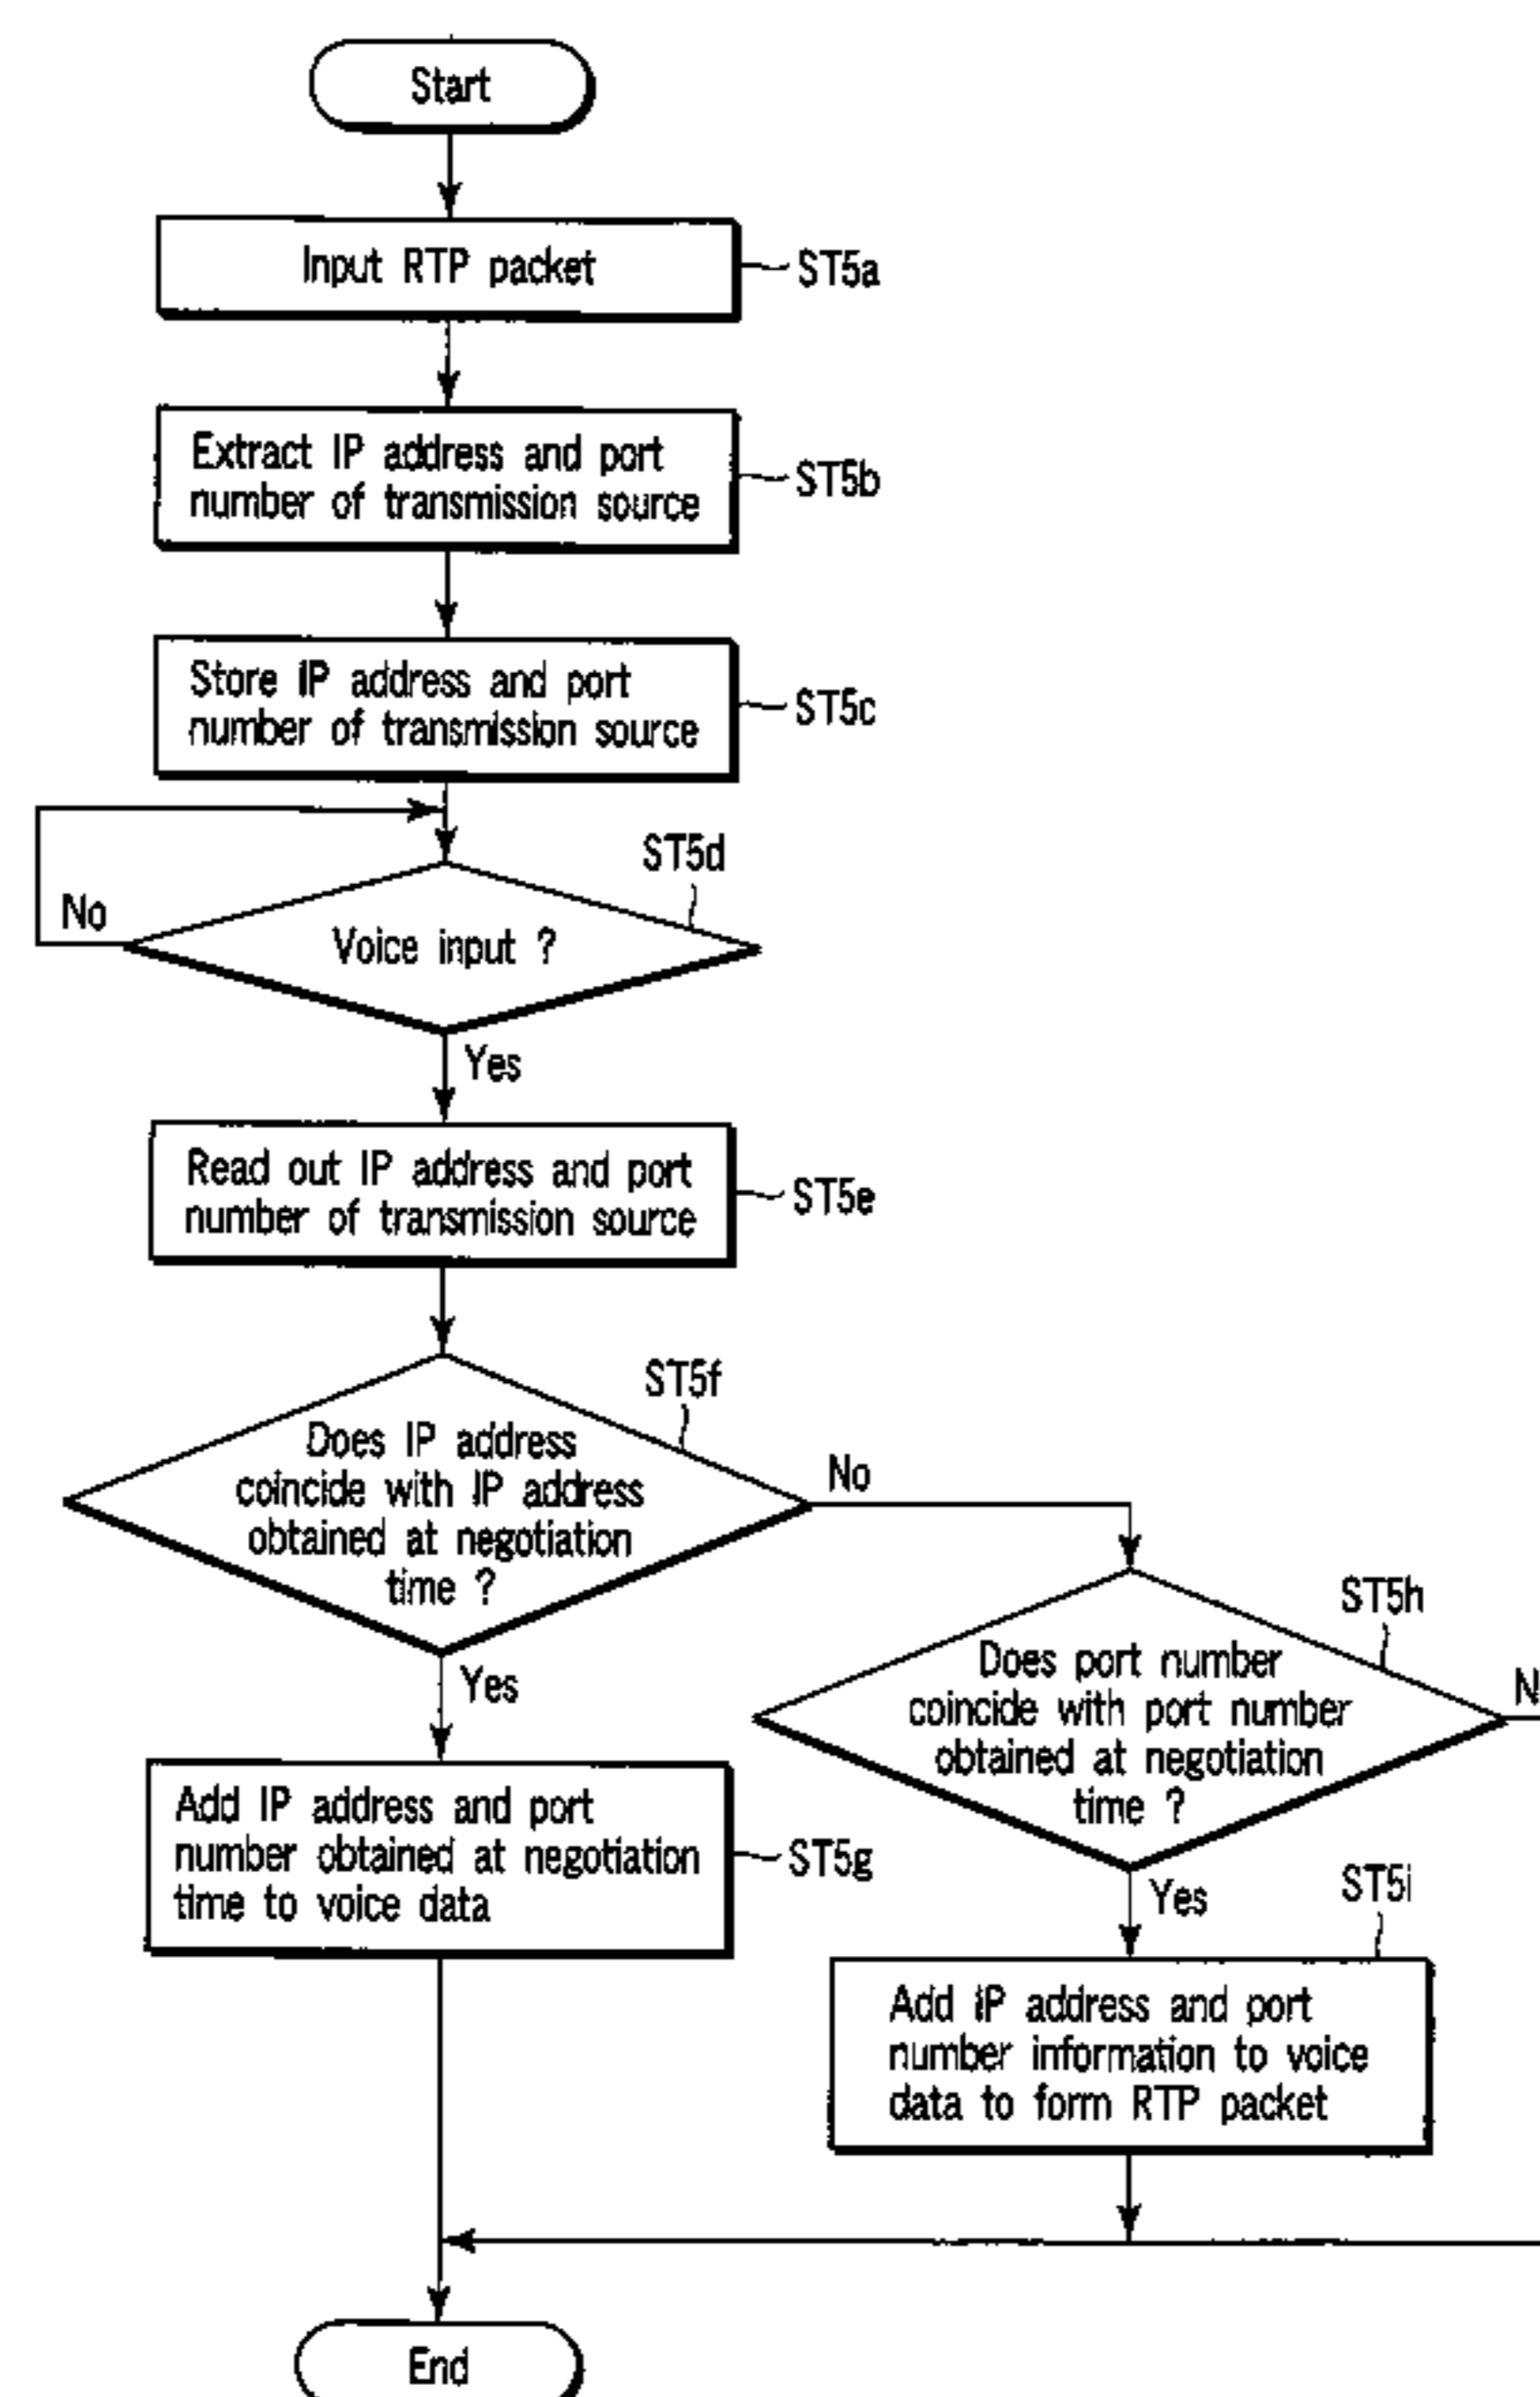 Start
Input RTP packet
ST5a
Extract IP address and port
number of transmission source
ST5b
Store IP address and port
number of transmission source
ST5c
ST5d
No
Voice input ?
Yes
Read out IP address and port
number of transmission source
ST5e
ST5f
Does IP address
coincide with IP address
obtained at negotiation
time ?
No
Yes
ST5h
Does port number
coincide with port number
obtained at negotiation
time ?
Add IP address and port
number obtained at negotiation
time to voice data
ST5g
Yes
ST5i
Add IP address and port
number information to voice
data to form RTP packet
End